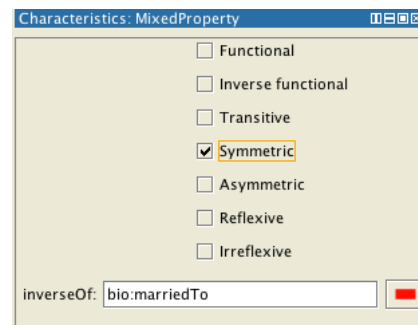 Characteristics: MixedProperty
Functional
Inverse functional
Transitive
Symmetric
Asymmetric
Reflexive
Irreflexive
inverseOf: bio:marriedTo